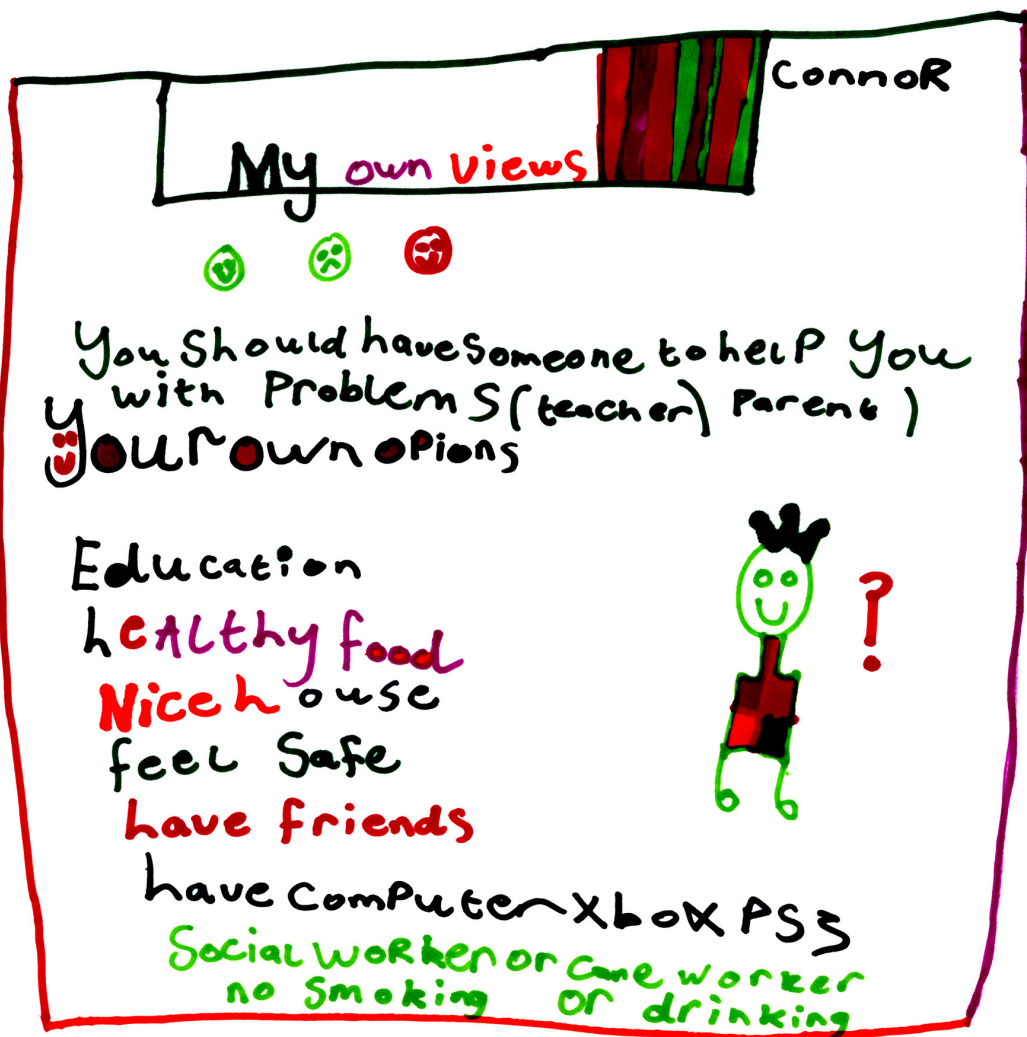 ConnoR
My own views
You Should have Someone to help You
with Problems (teacher) Parent)
Your own opions
Education
heALthy food
Nice house
feel Safe
have friends
have computer Xbox PS3
?
Social worker or care worker
no smoking or drinking